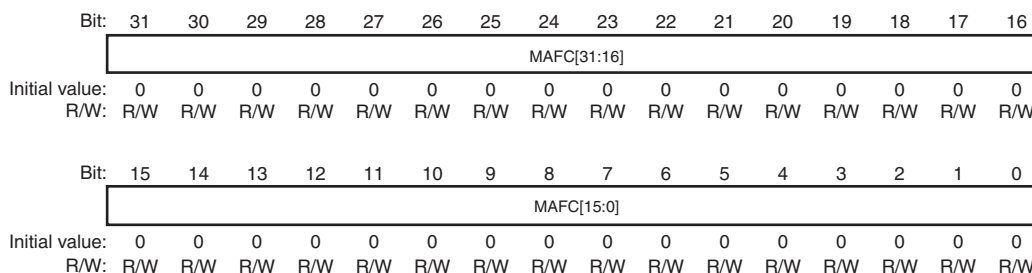 Bit: 31 30 29 28 27 26 25 24 23 22 21 20 19 18 17 16
MAFC[31:16]
Initial value: 0 0 0 0 0 0 0 0 0 0 0 0 0 0 0 0
R/W: R/W R/W R/W R/W R/W R/W R/W R/W R/W R/W R/W R/W R/W R/W R/W R/W
Bit: 15 14 13 12 11 10 9 8 7 6 5 4 3 2 1 0
MAFC[15:0]
Initial value: 0 0 0 0 0 0 0 0 0 0 0 0 0 0 0 0
R/W: R/W R/W R/W R/W R/W R/W R/W R/W R/W R/W R/W R/W R/W R/W R/W R/W